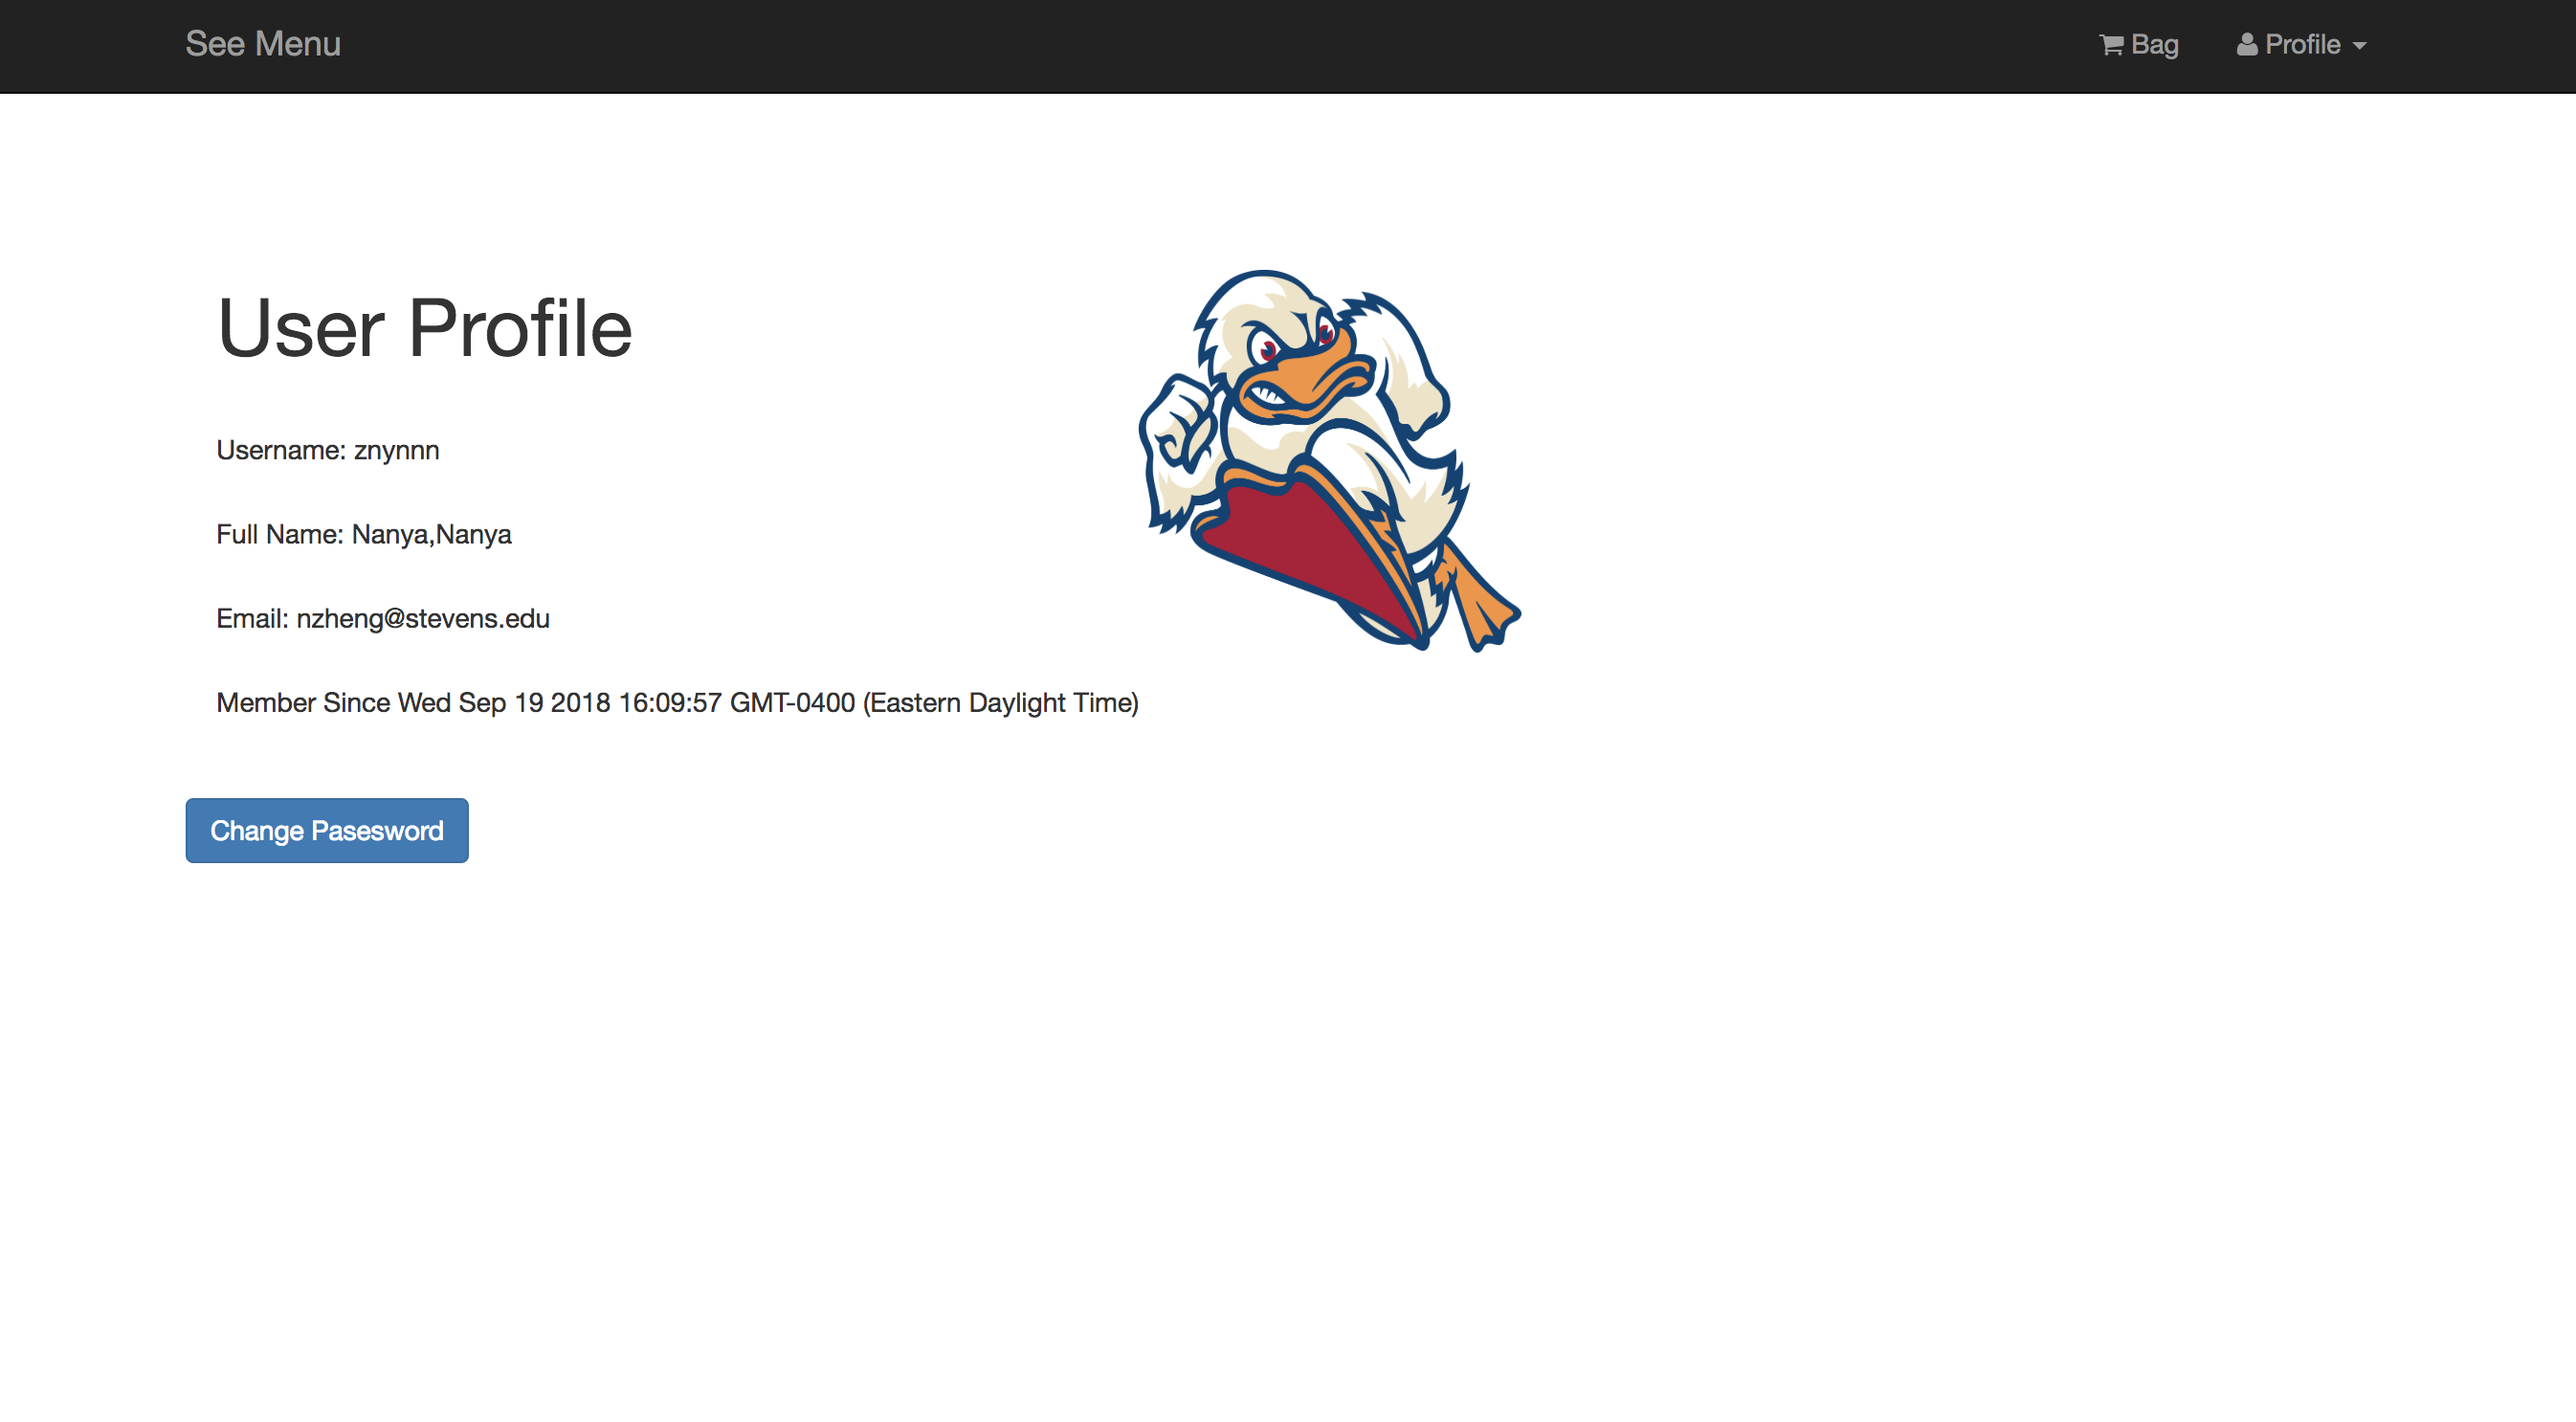 See Menu
Bag
Profile
User Profile
Username: znynnn
Full Name: Nanya,Nanya
Email: nzheng@stevens.edu
Member Since Wed Sep 19 2018 16:09:57 GMT-0400 (Eastern Daylight Time)
Change Pasesword